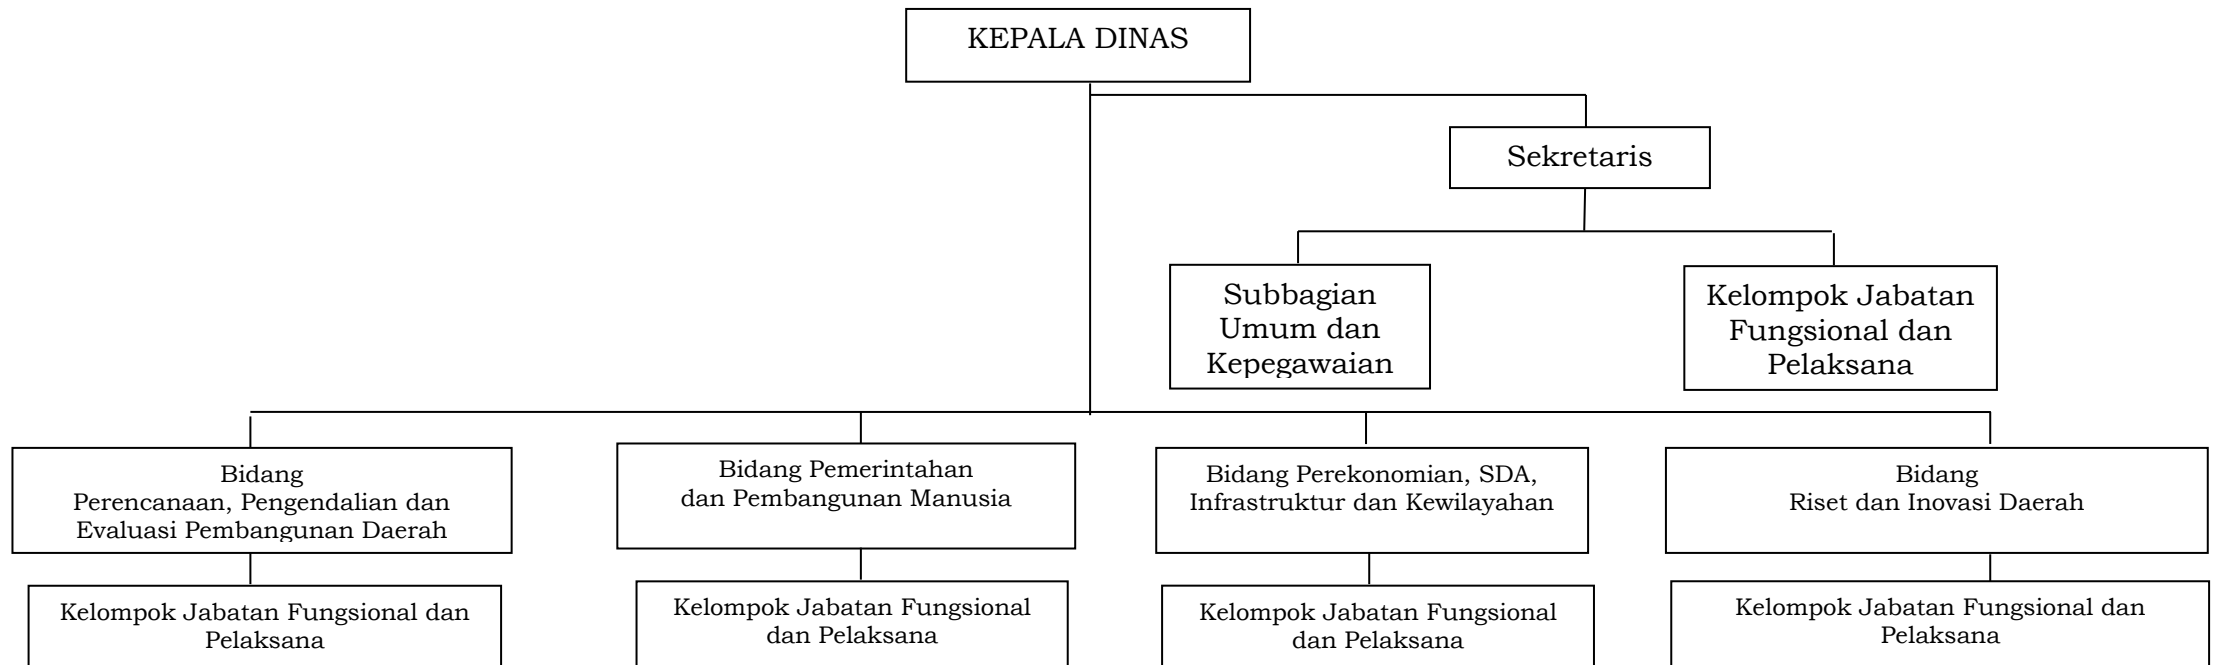 KEPALA DINAS
Sekretaris
Subbagian
Umum dan
Kepegawaian
Kelompok Jabatan
Fungsional dan
Pelaksana
Bidang
Perencanaan, Pengendalian dan
Evaluasi Pembangunan Daerah
Bidang Pemerintahan
dan Pembangunan Manusia
Bidang Perekonomian, SDA,
Infrastruktur dan Kewilayahan
Bidang
Riset dan Inovasi Daerah
Kelompok Jabatan Fungsional dan
Pelaksana
Kelompok Jabatan Fungsional
dan Pelaksana
Kelompok Jabatan Fungsional
dan Pelaksana
Kelompok Jabatan Fungsional dan
Pelaksana